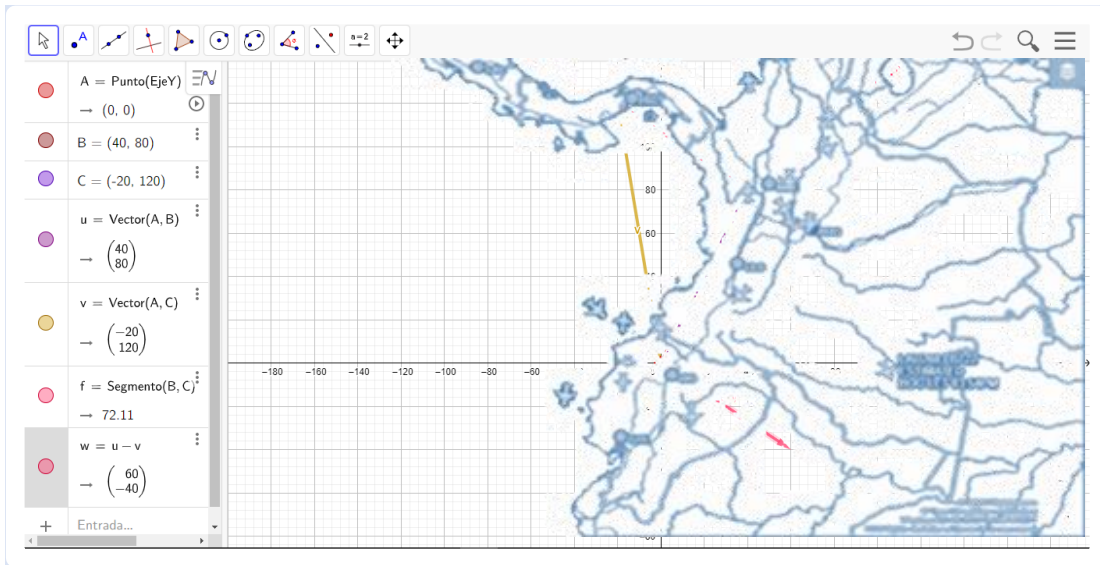 A
a=2
A = Punto(EjeY)
→ (0, 0)
B = (40, 80)
C = (-20, 120)
u = Vector(A, B)
→ (40
80)
v = Vector(A, C)
→ (−20
120)
f = Segmento(B, C)
→ 72.11
w = u − v
→ (60
−40)
+ Entrada...
80
v
60
−180 −160 −140 −120 −100 −80 −60